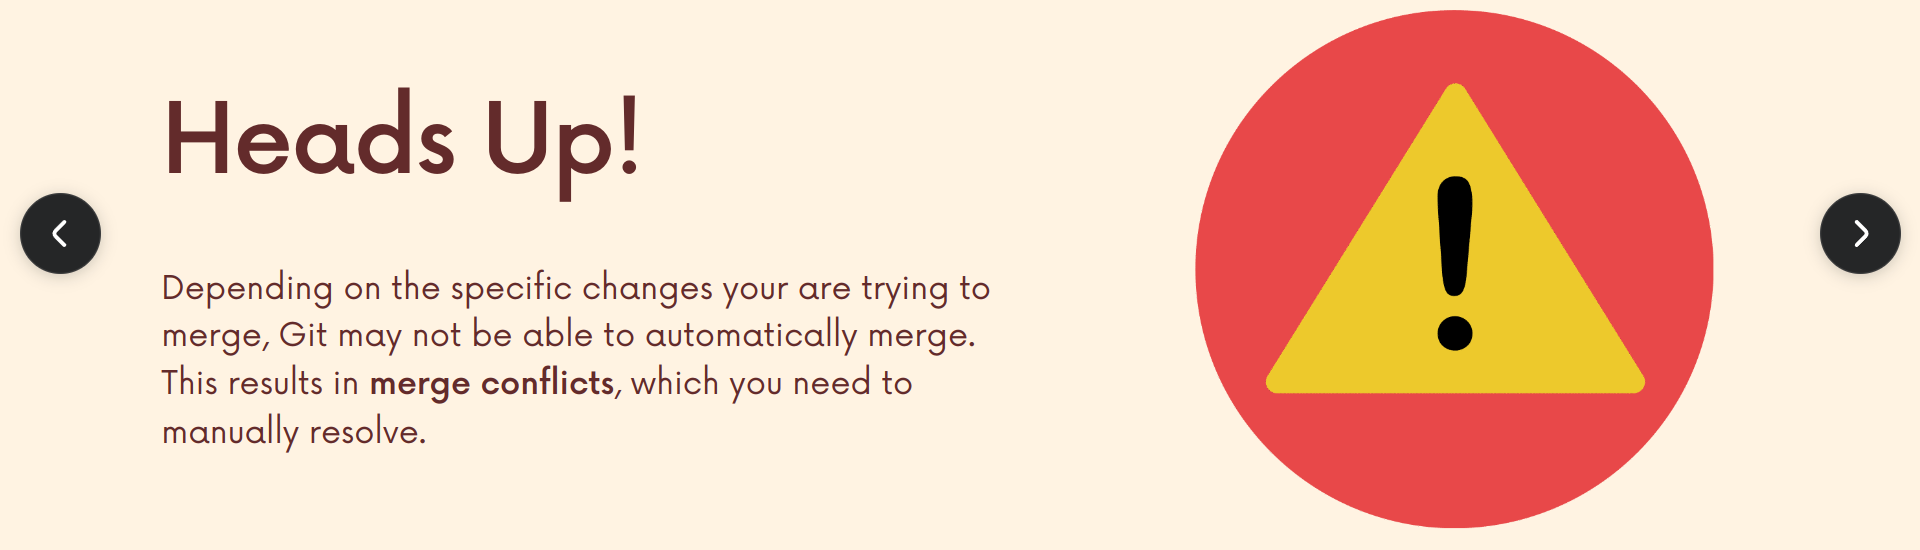 Heads Up!
Depending on the specific changes your are trying to
merge, Git may not be able to automatically merge.
This results in merge conflicts, which you need to
manually resolve.